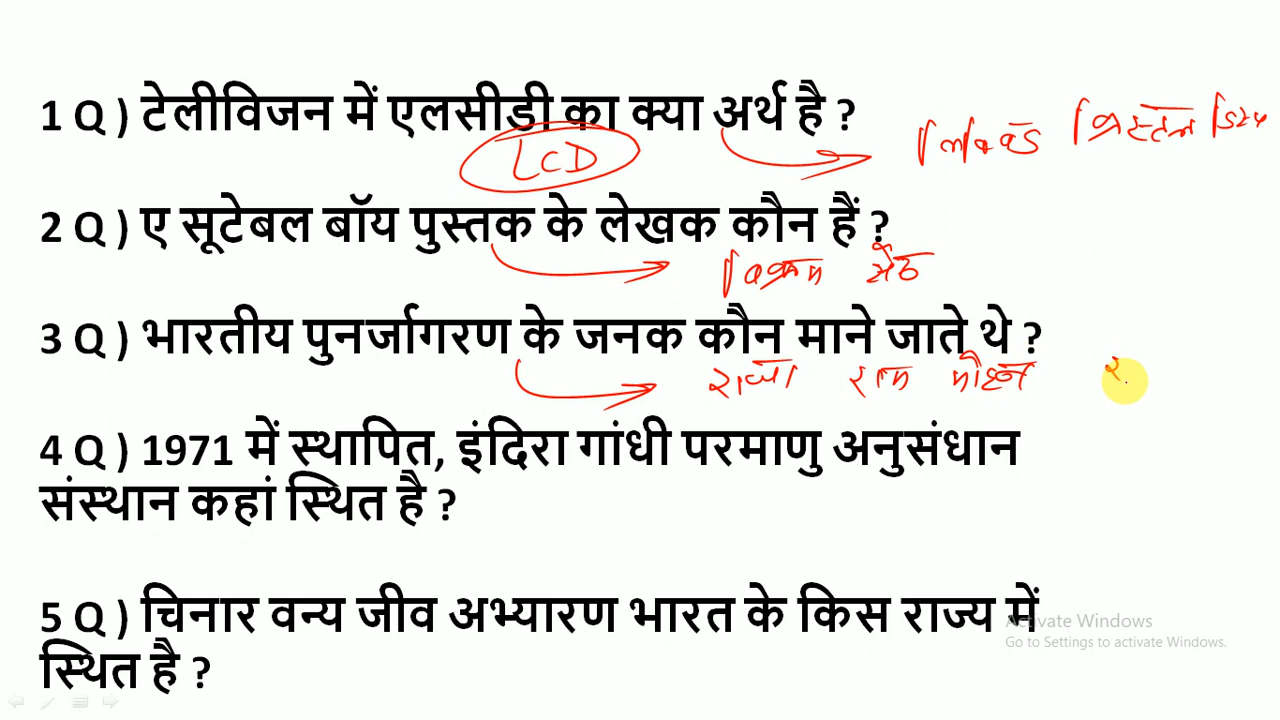 1 Q ) टेलीविजन में एलसीडी का क्या अर्थ है ?
LCD
2 Q ) ए सूटेबल बॉय पुस्तक के लेखक कौन हैं ?
विक्रम सेठ
3 Q ) भारतीय पुनर्जागरण के जनक कौन माने जाते थे ?
राजा राम मोहन
4 Q ) 1971 में स्थापित, इंदिरा गांधी परमाणु अनुसंधान
संस्थान कहां स्थित है ?
5 Q ) चिनार वन्य जीव अभ्यारण भारत के किस राज्य में
स्थित है ?
Activate Windows
Go to Settings to activate Windows.